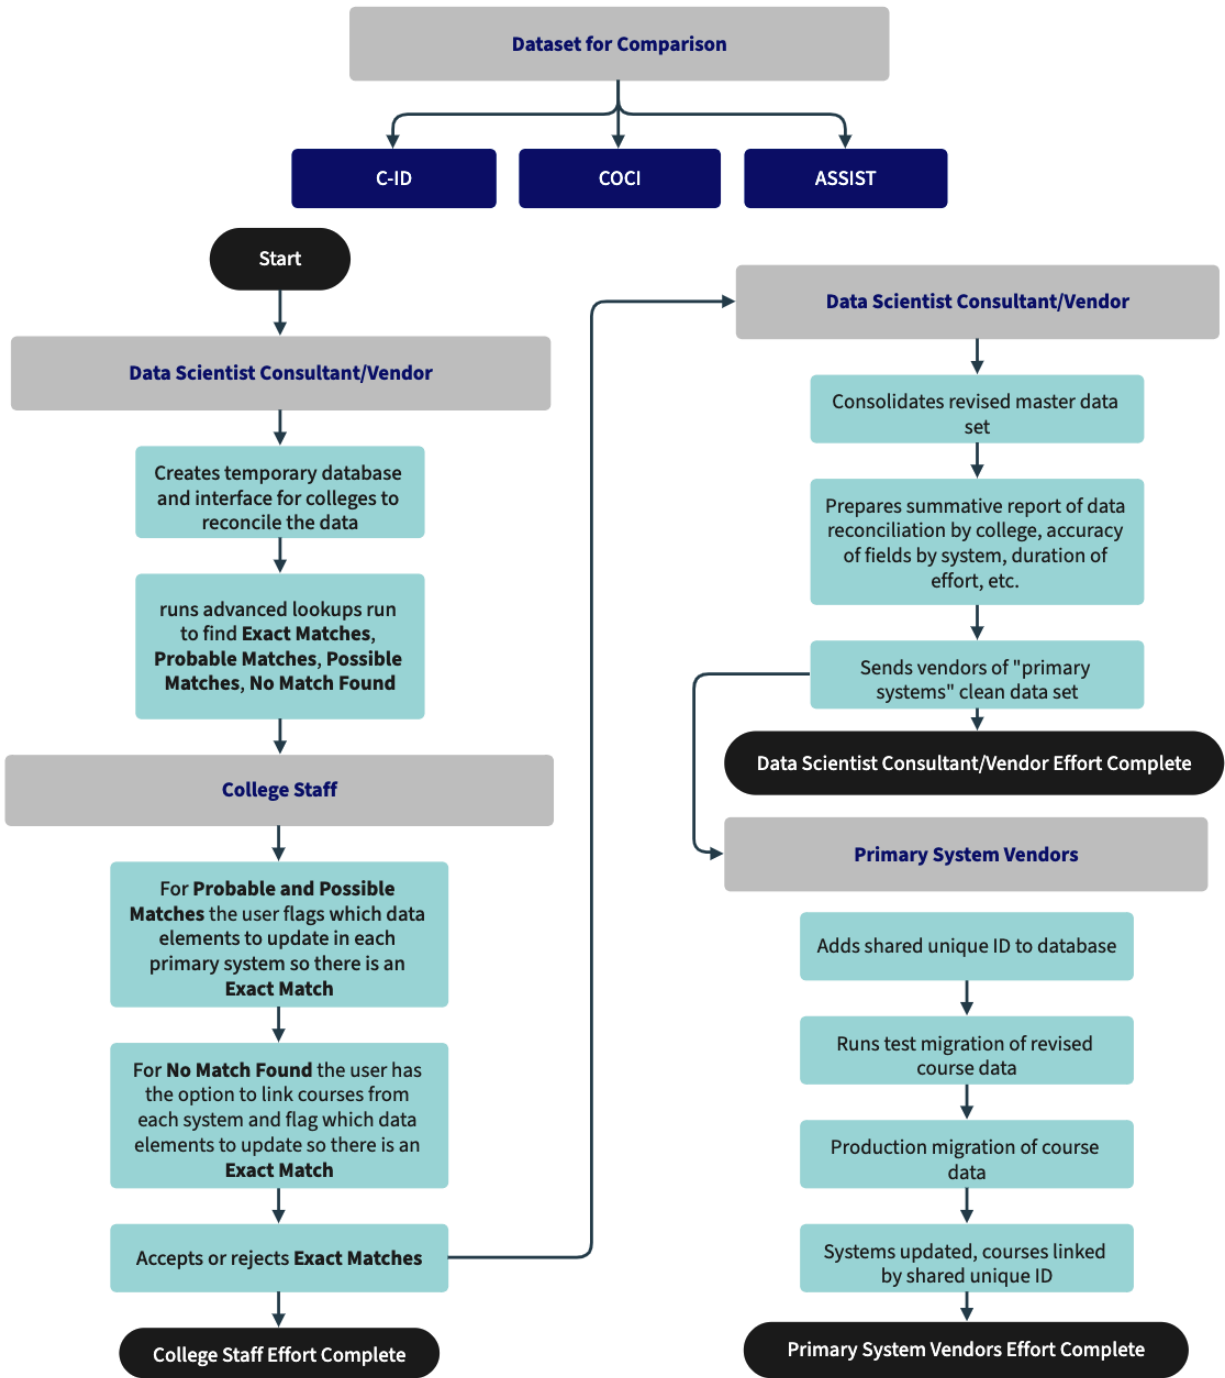 Dataset for Comparison
C-ID
COCI
ASSIST
Start
Data Scientist Consultant/Vendor
Creates temporary database
and interface for colleges to
reconcile the data
runs advanced lookups run
to find Exact Matches,
Probable Matches, Possible
Matches, No Match Found
College Staff
For Probable and Possible
Matches the user flags which data
elements to update in each
primary system so there is an
Exact Match
For No Match Found the user has
the option to link courses from
each system and flag which data
elements to update so there is an
Exact Match
Accepts or rejects Exact Matches
College Staff Effort Complete
Data Scientist Consultant/Vendor
Consolidates revised master data
set
Prepares summative report of data
reconciliation by college, accuracy
of fields by system, duration of
effort, etc.
Sends vendors of "primary
systems" clean data set
Data Scientist Consultant/Vendor Effort Complete
Primary System Vendors
Adds shared unique ID to database
Runs test migration of revised
course data
Production migration of course
data
Systems updated, courses linked
by shared unique ID
Primary System Vendors Effort Complete